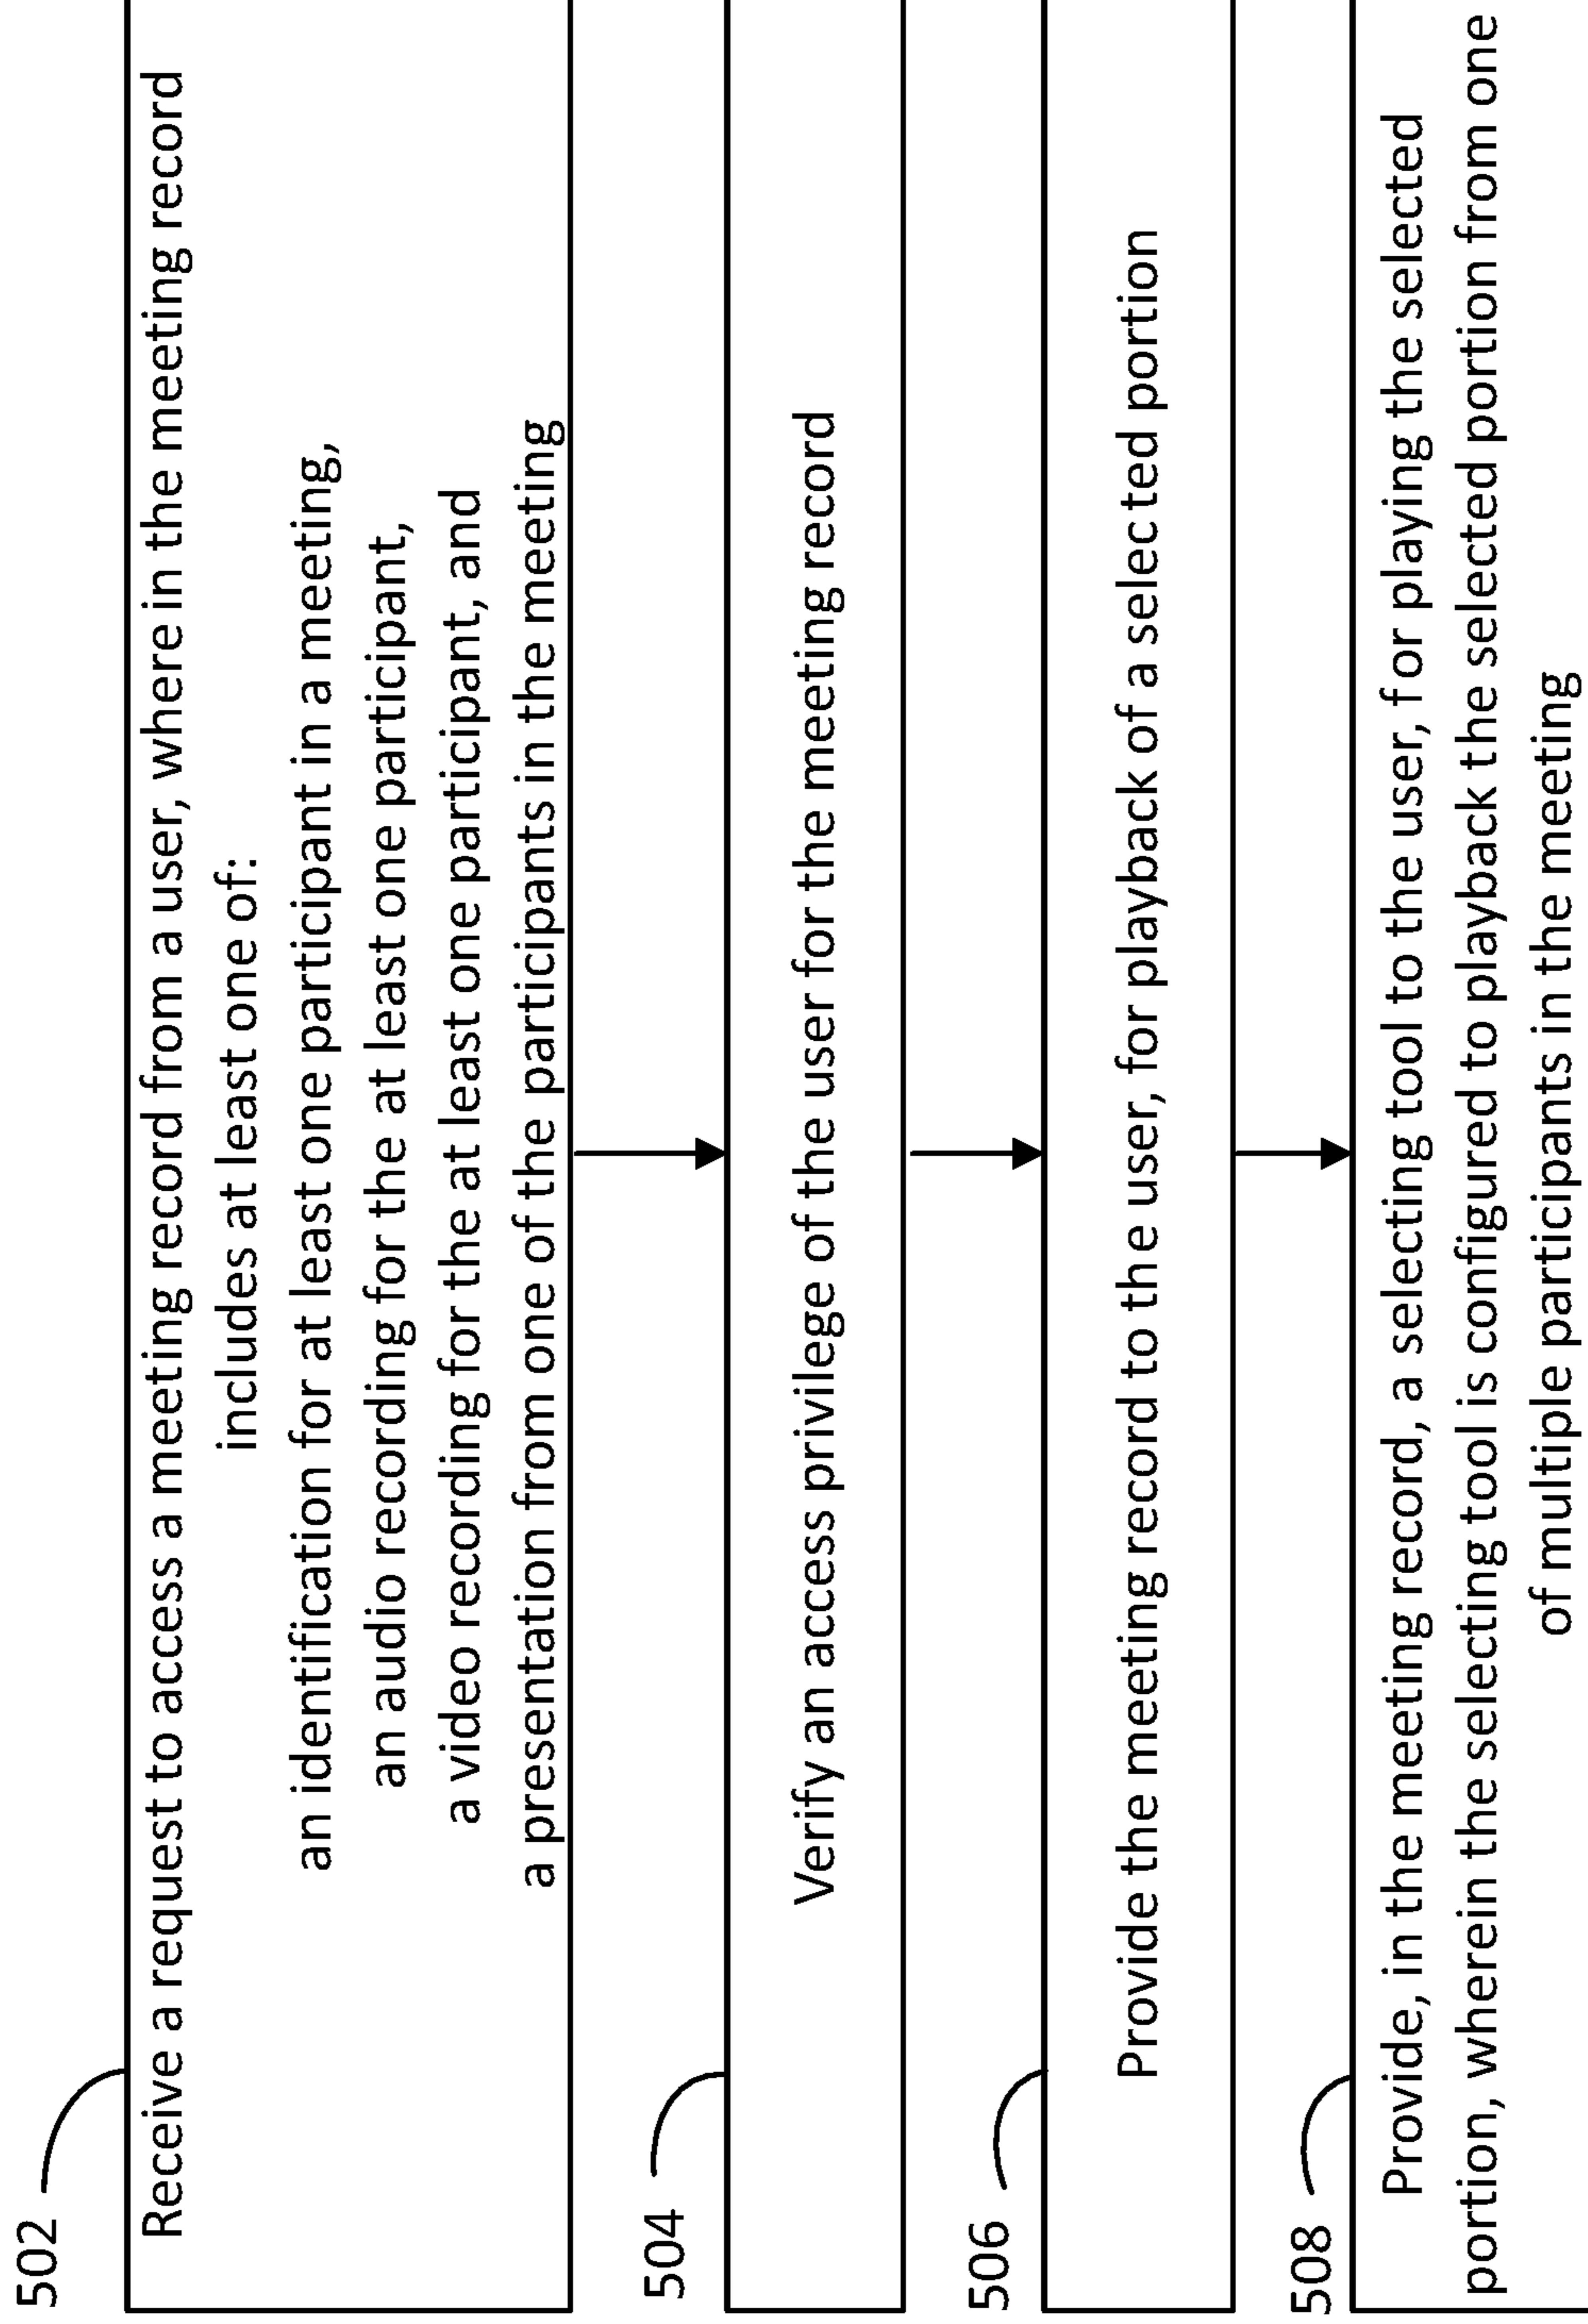 502
Receive a request to access a meeting record from a user, where in the meeting record
includes at least one of:
an identification for at least one participant in a meeting,
an audio recording for the at least one participant,
a video recording for the at least one participant, and
a presentation from one of the participants in the meeting
504
Verify an access privilege of the user for the meeting record
506
Provide the meeting record to the user, for playback of a selected portion
508
Provide, in the meeting record, a selecting tool to the user, for playing the selected
portion, wherein the selecting tool is configured to playback the selected portion from one
of multiple participants in the meeting